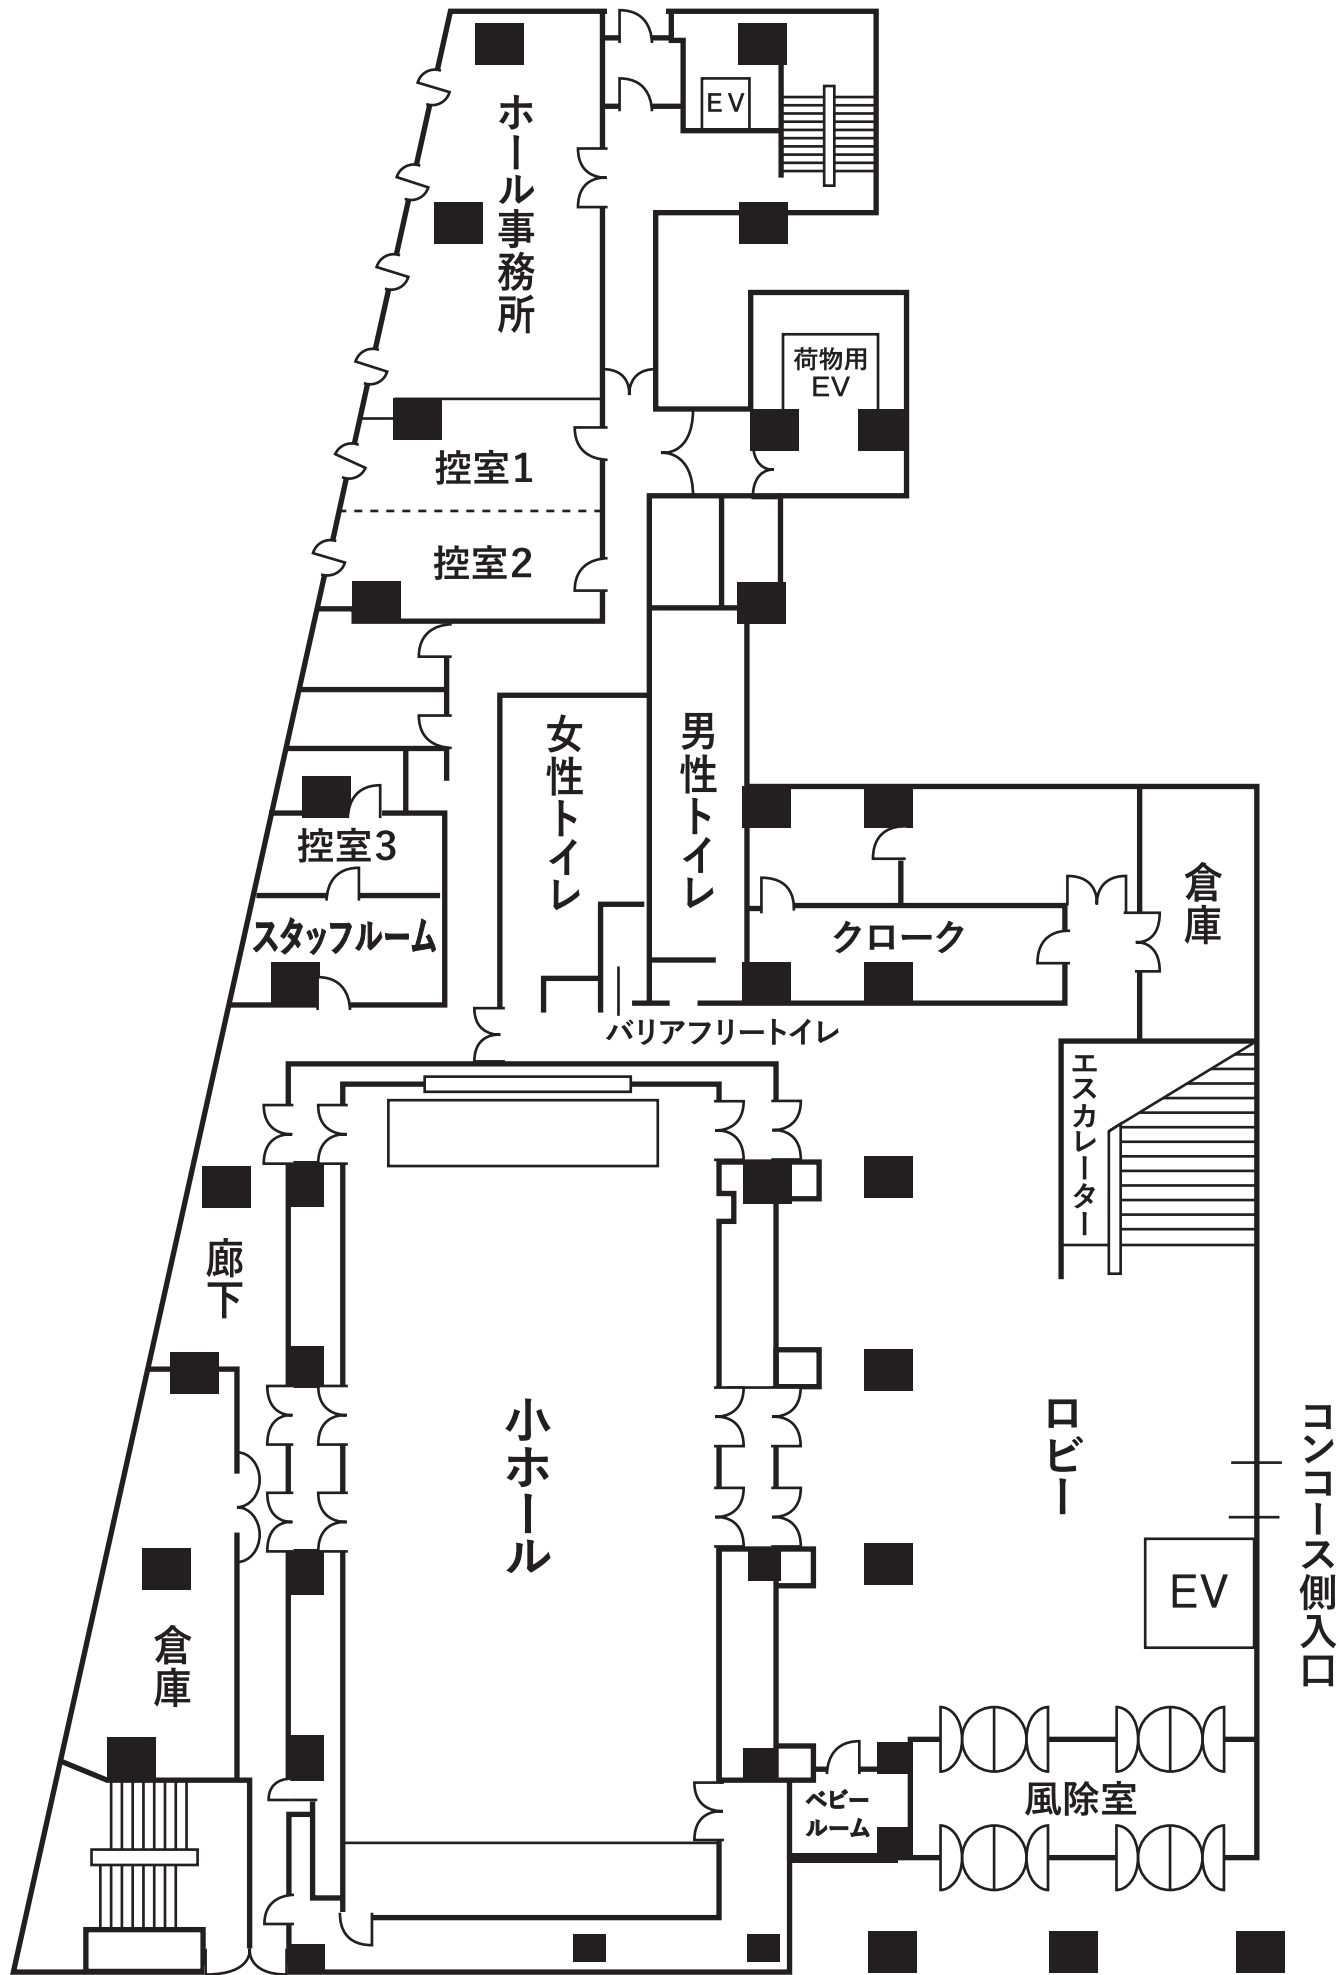 EV
ホール事務所
荷物用
EV
控室1
控室2
女性トイレ
男性トイレ
控室3
スタッフルーム
クローク
倉庫
バリアフリートイレ
エスカレーター
廊下
小ホール
ロビー
コンコース側入口
EV
倉庫
風除室
ベビー
ルーム